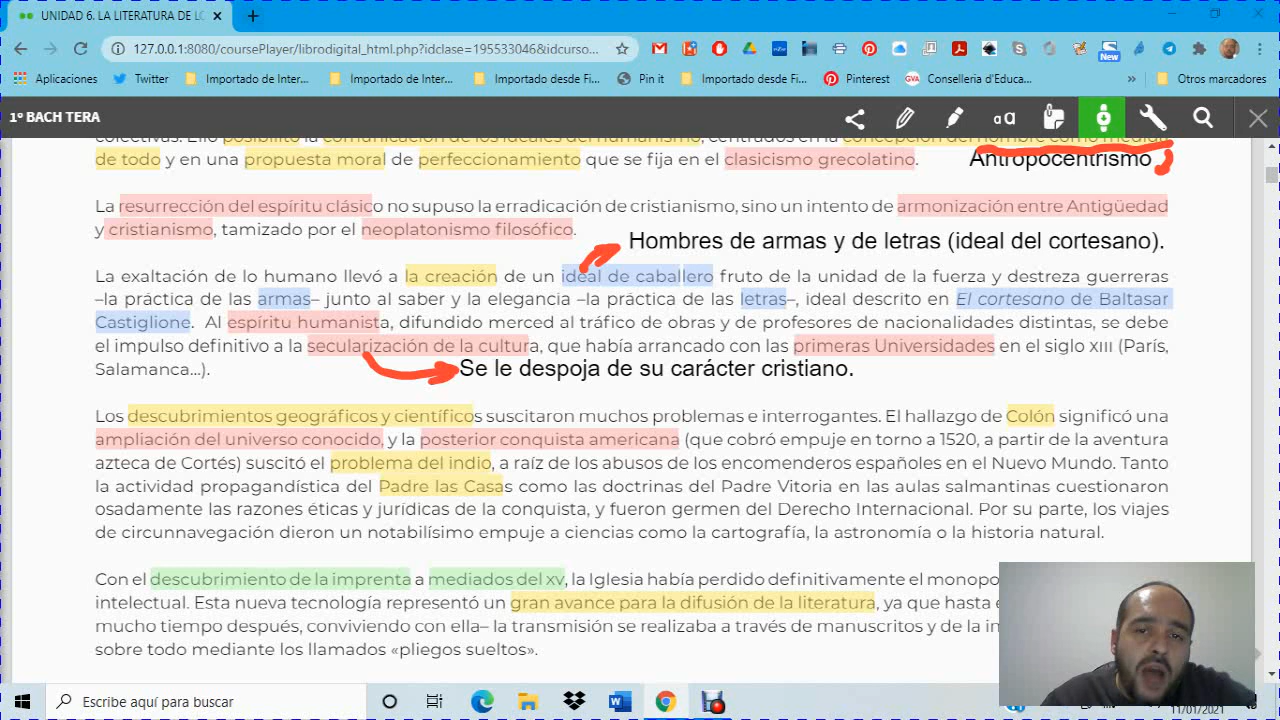 UNIDAD 6. LA LITERATURA DE LO
127.0.0.1:8080/coursePlayer/librodigital_html.php?idclase=195533046&idcurso...
New
Aplicaciones Twitter Importado de Inter... Importado de Inter... Importados desde Fi... Pin it Importado desde Fi... Pinterest GVA Conselleria d'Educa... » Otros marcadores
1º BACH TERA
aa
de todo y en una propuesta moral de perfeccionamiento que se fija en el clasicismo grecolatino. Antropocentrismo
La resurrección del espíritu clásico no supuso la erradicación de cristianismo, sino un intento de armonización entre Antigüedad
y cristianismo, tamizado por el neoplatonismo filosófico.
Hombres de armas y de letras (ideal del cortesano).
La exaltación de lo humano llevó a la creación de un ideal de caballero fruto de la unidad de la fuerza y destreza guerreras
–la práctica de las armas– junto al saber y la elegancia –la práctica de las letras–, ideal descrito en El cortesano de Baltasar
Castiglione. Al espíritu humanista, difundido merced al tráfico de obras y de profesores de nacionalidades distintas, se debe
el impulso definitivo a la secularización de la cultura, que había arrancado con las primeras Universidades en el siglo XIII (París,
Salamanca...).
Se le despoja de su carácter cristiano.
Los descubrimientos geográficos y científicos suscitaron muchos problemas e interrogantes. El hallazgo de Colón significó una
ampliación del universo conocido, y la posterior conquista americana (que cobró empuje en torno a 1520, a partir de la aventura
azteca de Cortés) suscitó el problema del indio, a raíz de los abusos de los encomenderos españoles en el Nuevo Mundo. Tanto
la actividad propagandística del Padre las Casas como las doctrinas del Padre Vitoria en las aulas salmantinas cuestionaron
osadamente las razones éticas y jurídicas de la conquista, y fueron germen del Derecho Internacional. Por su parte, los viajes
de circunnavegación dieron un notabilísimo empuje a ciencias como la cartografía, la astronomía o la historia natural.
Con el descubrimiento de la imprenta a mediados del xv, la Iglesia había perdido definitivamente el
intelectual. Esta nueva tecnología representó un gran avance para la difusión de la literatura, ya que hasta
mucho tiempo después, conviviendo con ella– la transmisión se realizaba a través de manuscritos y de la
sobre todo mediante los llamados «pliegos sueltos».
Escribe aquí para buscar
11/01/2021